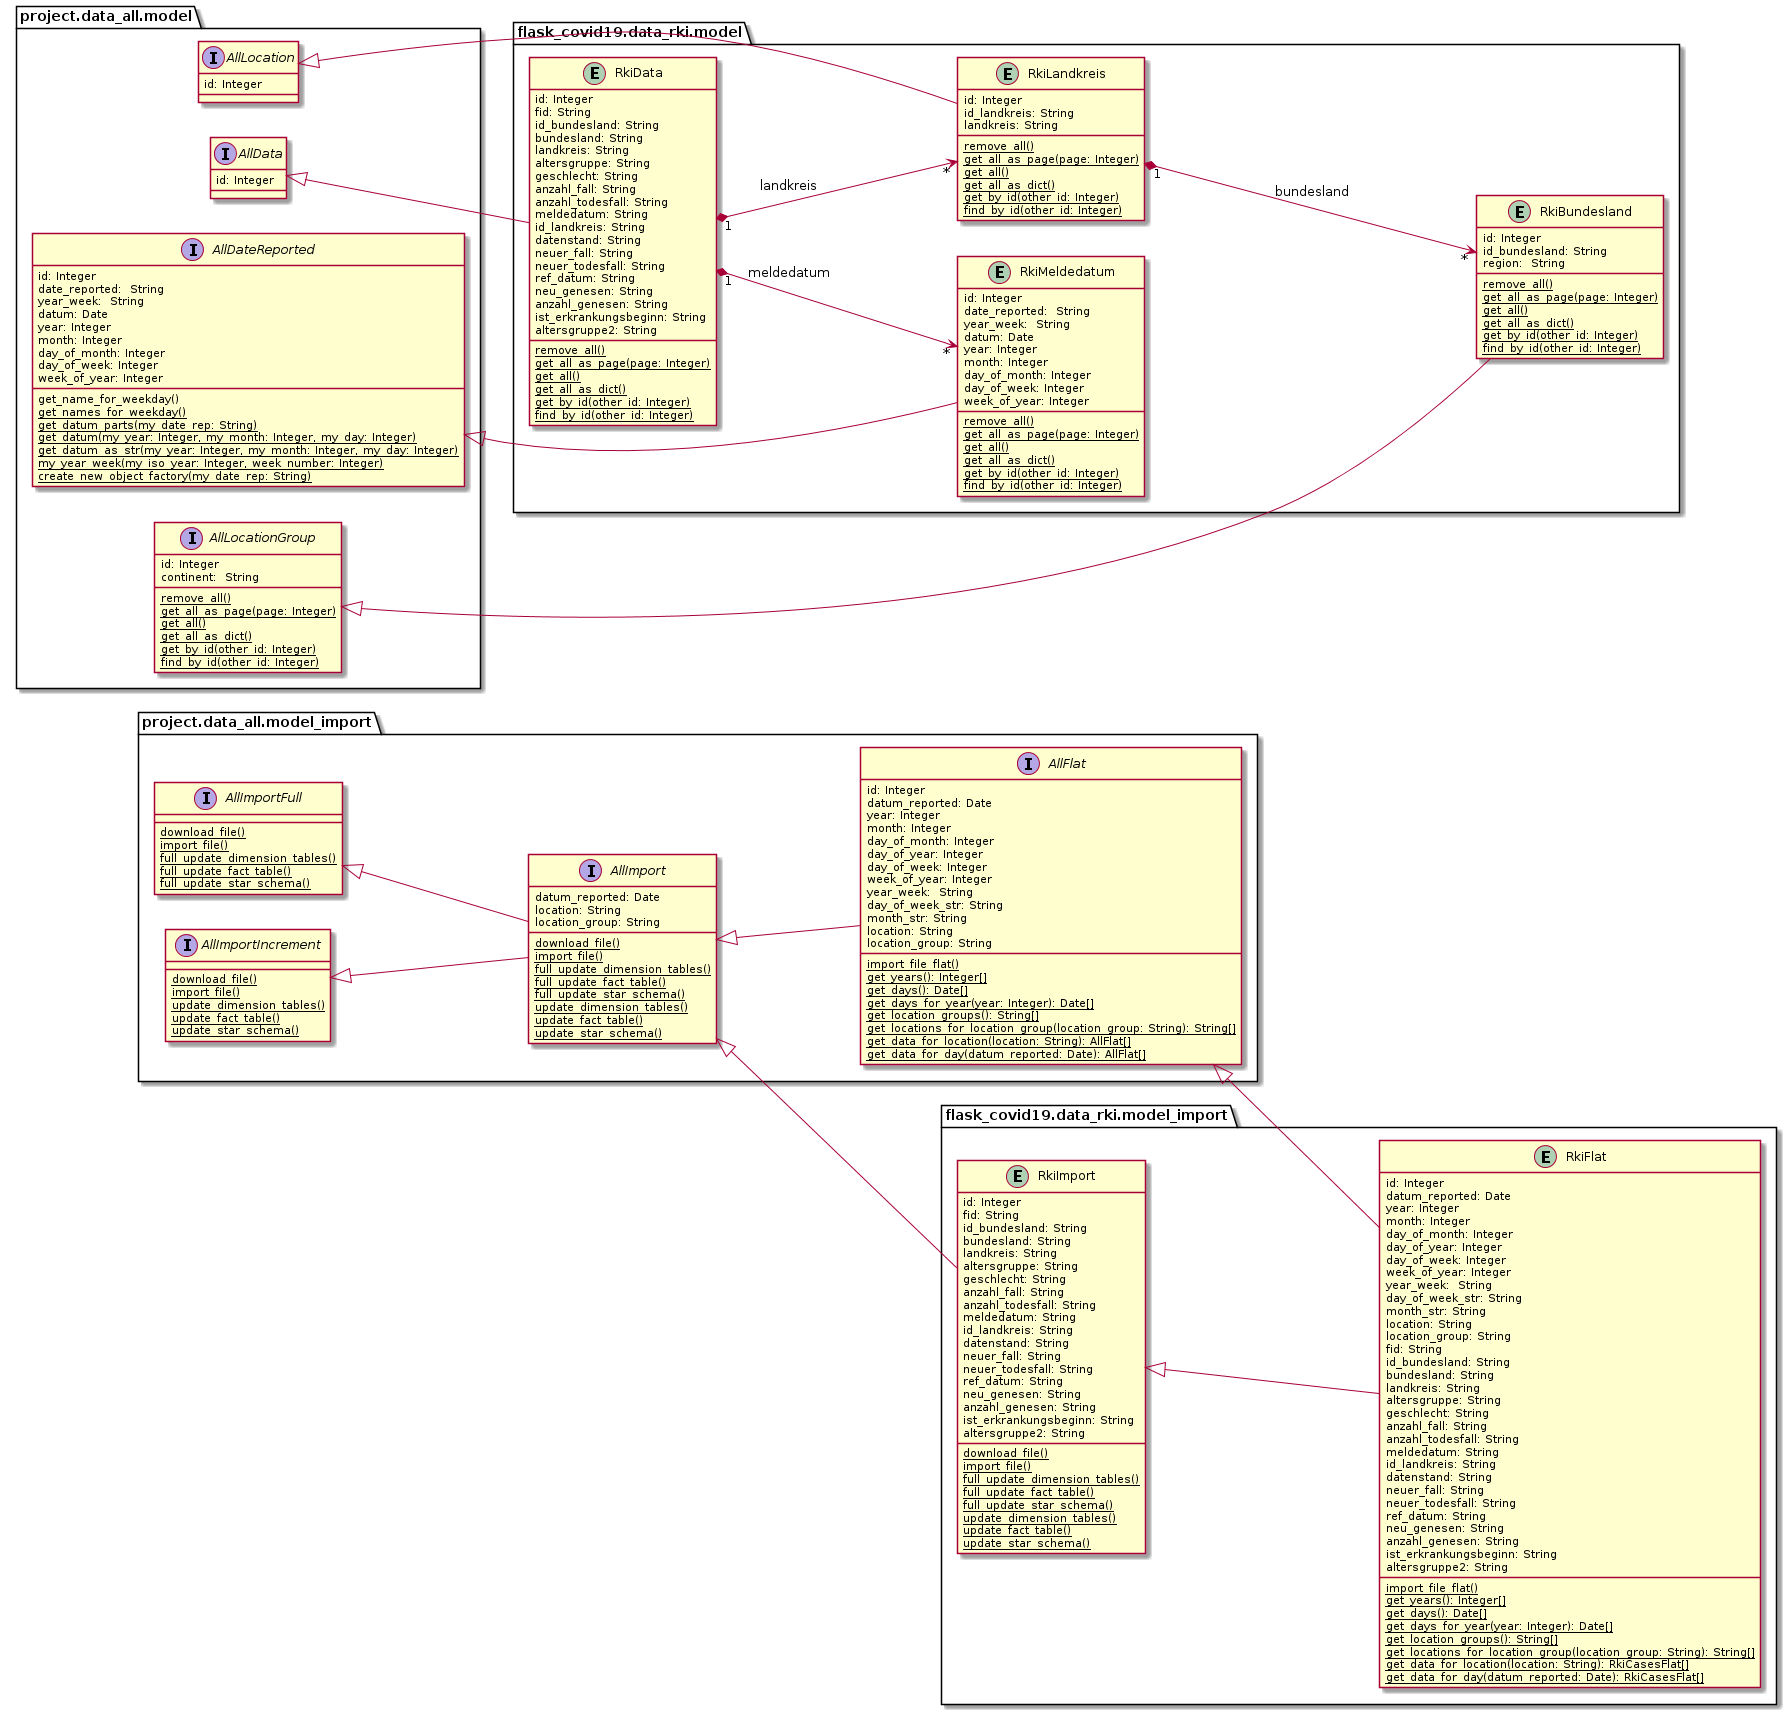 project.data_all.model
AllLocation
id: Integer
AllData
id: Integer
AllDateReported
id: Integer
date_reported:  String
year_week:  String
datum: Date
year: Integer
month: Integer
day_of_month: Integer
day_of_week: Integer
week_of_year: Integer
get_name_for_weekday()
get_names_for_weekday()
get_datum_parts(my_date_rep: String)
get_datum(my_year: Integer, my_month: Integer, my_day: Integer)
get_datum_as_str(my_year: Integer, my_month: Integer, my_day: Integer)
my_year_week(my_iso_year: Integer, week_number: Integer)
create_new_object_factory(my_date_rep: String)
AllLocationGroup
id: Integer
continent:  String
remove_all()
get_all_as_page(page: Integer)
get_all()
get_all_as_dict()
get_by_id(other_id: Integer)
find_by_id(other_id: Integer)
flask_covid19.data_rki.model
RkiData
id: Integer
fid: String
id_bundesland: String
bundesland: String
landkreis: String
altersgruppe: String
geschlecht: String
anzahl_fall: String
anzahl_todesfall: String
meldedatum: String
id_landkreis: String
datenstand: String
neuer_fall: String
neuer_todesfall: String
ref_datum: String
neu_genesen: String
anzahl_genesen: String
ist_erkrankungsbeginn: String
altersgruppe2: String
remove_all()
get_all_as_page(page: Integer)
get_all()
get_all_as_dict()
get_by_id(other_id: Integer)
find_by_id(other_id: Integer)
landkreis
1
*
meldedatum
1
*
RkiLandkreis
id: Integer
id_landkreis: String
landkreis: String
remove_all()
get_all_as_page(page: Integer)
get_all()
get_all_as_dict()
get_by_id(other_id: Integer)
find_by_id(other_id: Integer)
RkiMeldedatum
id: Integer
date_reported:  String
year_week:  String
datum: Date
year: Integer
month: Integer
day_of_month: Integer
day_of_week: Integer
week_of_year: Integer
remove_all()
get_all_as_page(page: Integer)
get_all()
get_all_as_dict()
get_by_id(other_id: Integer)
find_by_id(other_id: Integer)
bundesland
1
*
RkiBundesland
id: Integer
id_bundesland: String
region:  String
remove_all()
get_all_as_page(page: Integer)
get_all()
get_all_as_dict()
get_by_id(other_id: Integer)
find_by_id(other_id: Integer)
project.data_all.model_import
AllImportFull
download_file()
import_file()
full_update_dimension_tables()
full_update_fact_table()
full_update_star_schema()
AllImportIncrement
download_file()
import_file()
update_dimension_tables()
update_fact_table()
update_star_schema()
AllImport
datum_reported: Date
location: String
location_group: String
download_file()
import_file()
full_update_dimension_tables()
full_update_fact_table()
full_update_star_schema()
update_dimension_tables()
update_fact_table()
update_star_schema()
AllFlat
id: Integer
datum_reported: Date
year: Integer
month: Integer
day_of_month: Integer
day_of_year: Integer
day_of_week: Integer
week_of_year: Integer
year_week:  String
day_of_week_str: String
month_str: String
location: String
location_group: String
import_file_flat()
get_years(): Integer[]
get_days(): Date[]
get_days_for_year(year: Integer): Date[]
get_location_groups(): String[]
get_locations_for_location_group(location_group: String): String[]
get_data_for_location(location: String): AllFlat[]
get_data_for_day(datum_reported: Date): AllFlat[]
flask_covid19.data_rki.model_import
RkiImport
id: Integer
fid: String
id_bundesland: String
bundesland: String
landkreis: String
altersgruppe: String
geschlecht: String
anzahl_fall: String
anzahl_todesfall: String
meldedatum: String
id_landkreis: String
datenstand: String
neuer_fall: String
neuer_todesfall: String
ref_datum: String
neu_genesen: String
anzahl_genesen: String
ist_erkrankungsbeginn: String
altersgruppe2: String
download_file()
import_file()
full_update_dimension_tables()
full_update_fact_table()
full_update_star_schema()
update_dimension_tables()
update_fact_table()
update_star_schema()
RkiFlat
id: Integer
datum_reported: Date
year: Integer
month: Integer
day_of_month: Integer
day_of_year: Integer
day_of_week: Integer
week_of_year: Integer
year_week:  String
day_of_week_str: String
month_str: String
location: String
location_group: String
fid: String
id_bundesland: String
bundesland: String
landkreis: String
altersgruppe: String
geschlecht: String
anzahl_fall: String
anzahl_todesfall: String
meldedatum: String
id_landkreis: String
datenstand: String
neuer_fall: String
neuer_todesfall: String
ref_datum: String
neu_genesen: String
anzahl_genesen: String
ist_erkrankungsbeginn: String
altersgruppe2: String
import_file_flat()
get_years(): Integer[]
get_days(): Date[]
get_days_for_year(year: Integer): Date[]
get_location_groups(): String[]
get_locations_for_location_group(location_group: String): String[]
get_data_for_location(location: String): RkiCasesFlat[]
get_data_for_day(datum_reported: Date): RkiCasesFlat[]